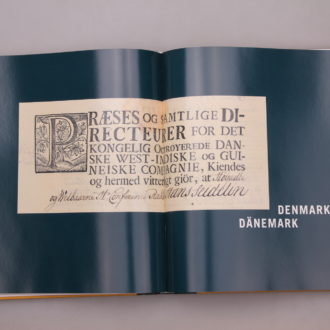 PRÆSES OG SAMTLIGE DI-
RECTEURER FOR DET
KONGELIG OCTROYEREDE DAN-
SKE WEST-INDISKE OG GUI-
NEISKE COMPAGNIE, Kiendes
og hermed vitterligt giör, at
og
DENMARK
DÄNEMARK